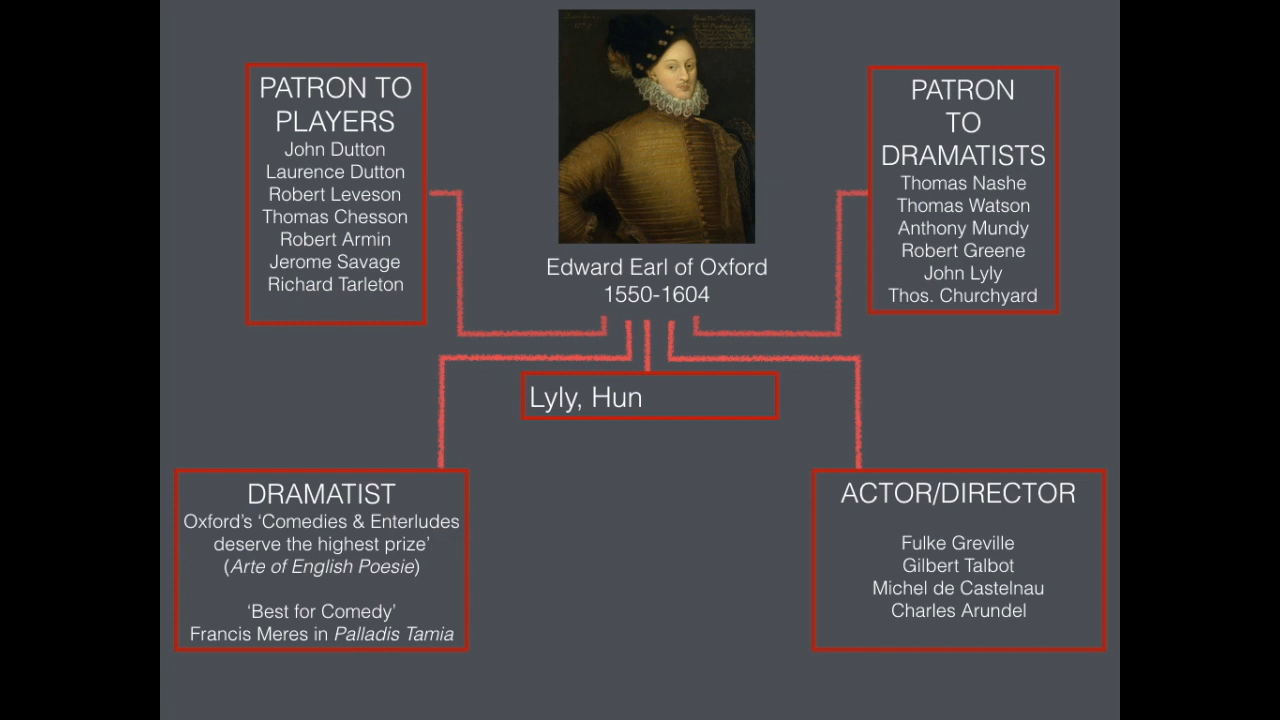 PATRON TO
PLAYERS
John Dutton
Laurence Dutton
Robert Leveson
Thomas Chesson
Robert Armin
Jerome Savage
Richard Tarleton
Edward Earl of Oxford
1550-1604
PATRON
TO
DRAMATISTS
Thomas Nashe
Thomas Watson
Anthony Mundy
Robert Greene
John Lyly
Thos. Churchyard
Lyly, Hun
DRAMATIST
Oxford's ‘Comedies & Enterludes
deserve the highest prize’
(Arte of English Poesie)
‘Best for Comedy’
Francis Meres in Palladis Tamia
ACTOR/DIRECTOR
Fulke Greville
Gilbert Talbot
Michel de Castelnau
Charles Arundel